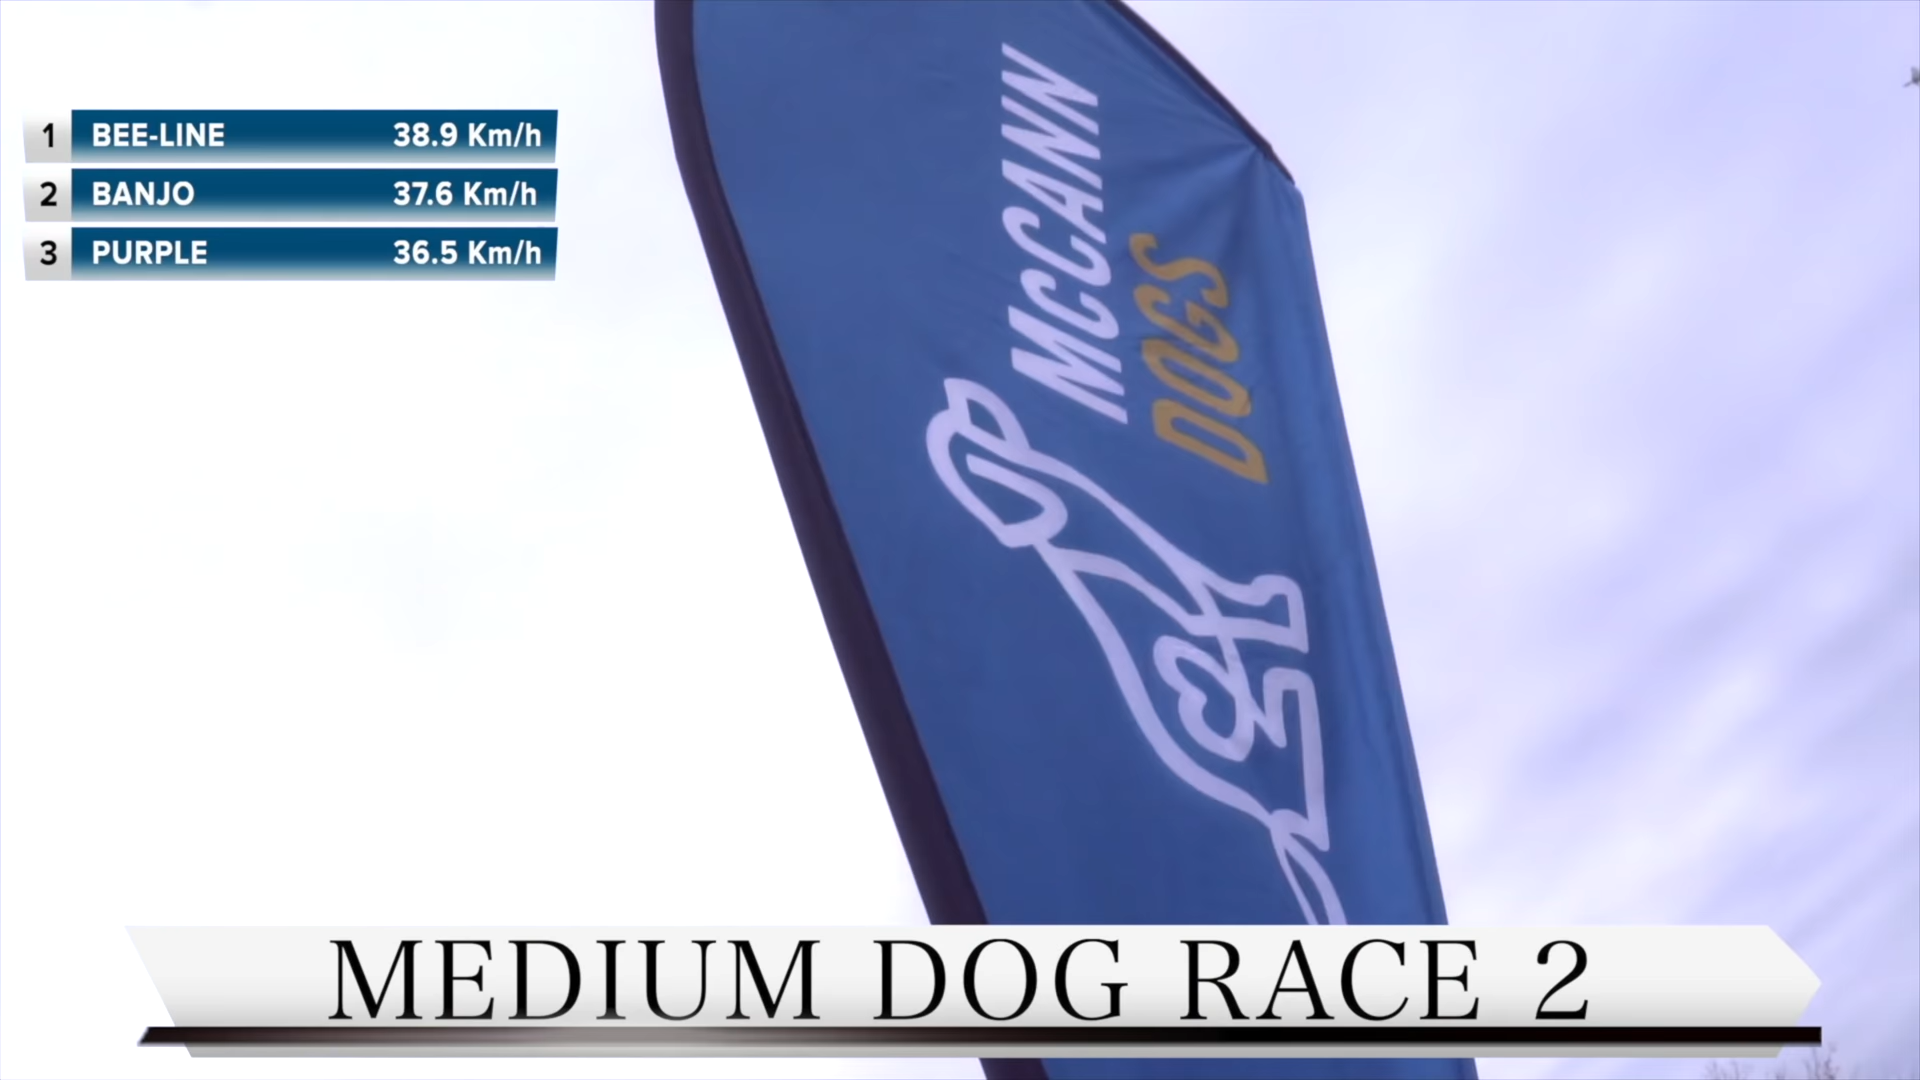 1 BEE-LINE 38.9 Km/h
2 BANJO 37.6 Km/h
3 PURPLE 36.5 Km/h
MCCANN
DOGS
MEDIUM DOG RACE 2